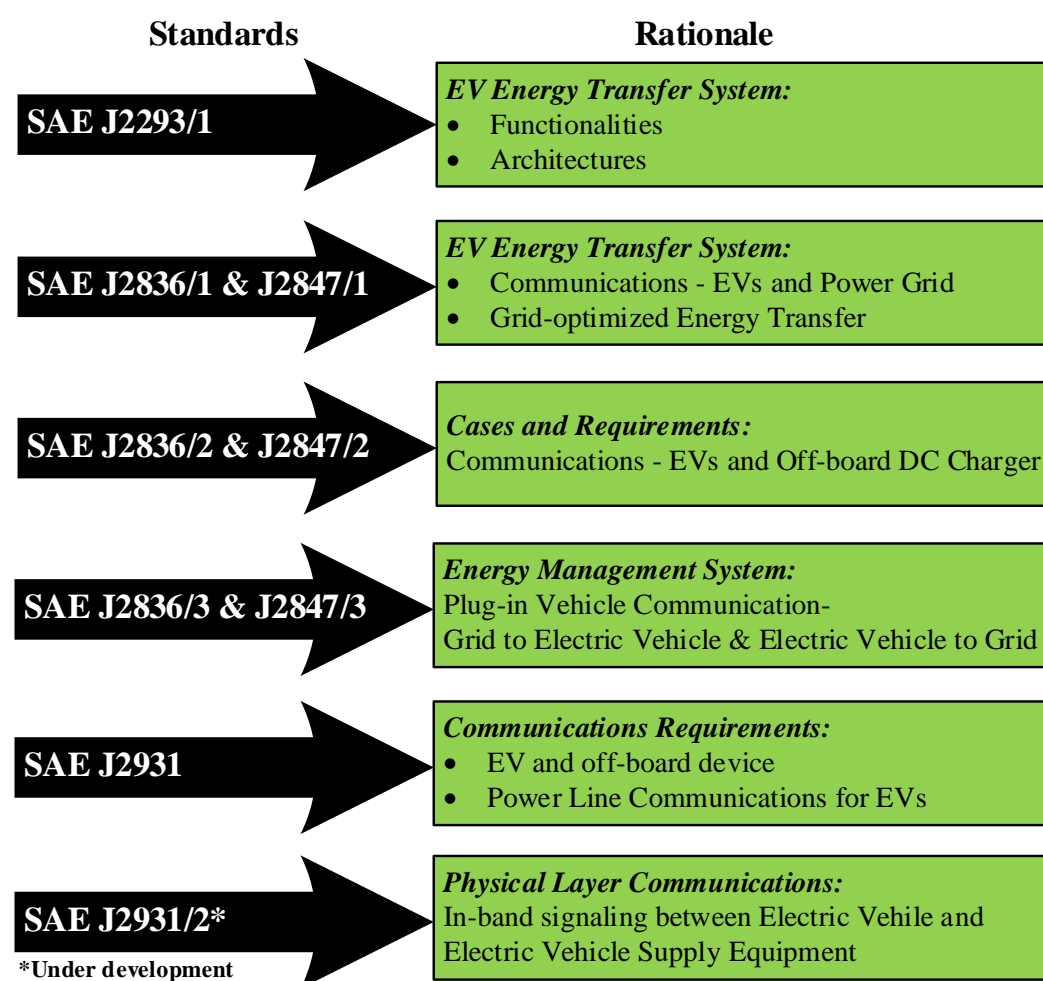 Standards
Rationale
SAE J2293/1
EV Energy Transfer System:
• Functionalities
• Architectures
SAE J2836/1 & J2847/1
EV Energy Transfer System:
• Communications - EVs and Power Grid
• Grid-optimized Energy Transfer
SAE J2836/2 & J2847/2
Cases and Requirements:
Communications - EVs and Off-board DC Charger
SAE J2836/3 & J2847/3
Energy Management System:
Plug-in Vehicle Communication-
Grid to Electric Vehicle & Electric Vehicle to Grid
SAE J2931
Communications Requirements:
• EV and off-board device
• Power Line Communications for EVs
SAE J2931/2*
*Under development
Physical Layer Communications:
In-band signaling between Electric Vehile and
Electric Vehicle Supply Equipment